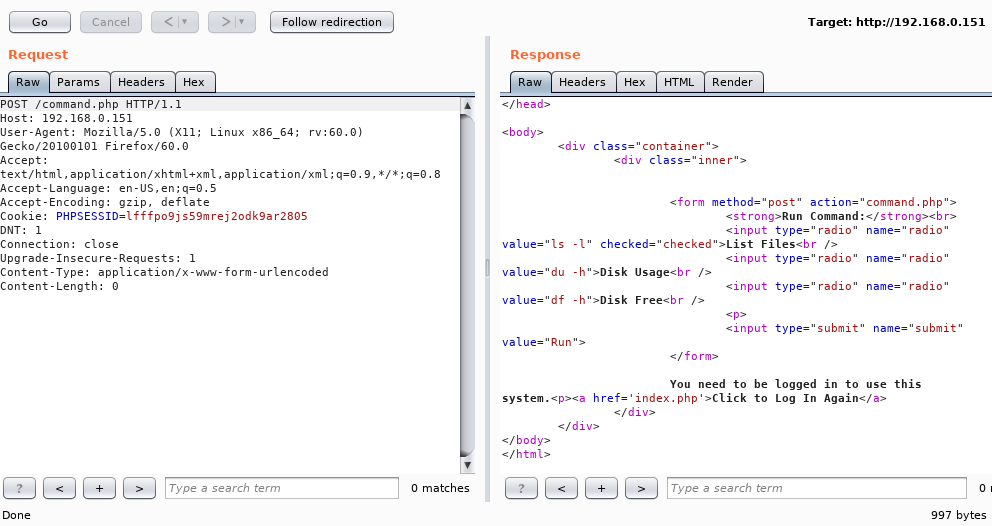 Go Cancel < ▼ > ▼ Follow redirection Target: http://192.168.0.151
Request
Raw Params Headers Hex
POST /command.php HTTP/1.1
Host: 192.168.0.151
User-Agent: Mozilla/5.0 (X11; Linux x86_64; rv:60.0)
Gecko/20100101 Firefox/60.0
Accept:
text/html,application/xhtml+xml,application/xml;q=0.9,*/*;q=0.8
Accept-Language: en-US,en;q=0.5
Accept-Encoding: gzip, deflate
Cookie: PHPSESSID=lfffpo9js59mrej2odk9ar2805
DNT: 1
Connection: close
Upgrade-Insecure-Requests: 1
Content-Type: application/x-www-form-urlencoded
Content-Length: 0
? < + > Type a search term 0 matches
Response
Raw Headers Hex HTML Render
</head>
<body>
<div class="container">
<div class="inner">
<form method="post" action="command.php">
<strong>Run Command:</strong><br>
<input type="radio" name="radio"
value="ls -l" checked="checked">List Files<br />
<input type="radio" name="radio"
value="du -h">Disk Usage<br />
<input type="radio" name="radio"
value="df -h">Disk Free<br />
<p>
<input type="submit" name="submit"
value="Run">
</form>
You need to be logged in to use this
system.<p><a href='index.php'>Click to Log In Again</a>
</div>
</div>
</body>
</html>
? < + > Type a search term 0
Done 997 bytes